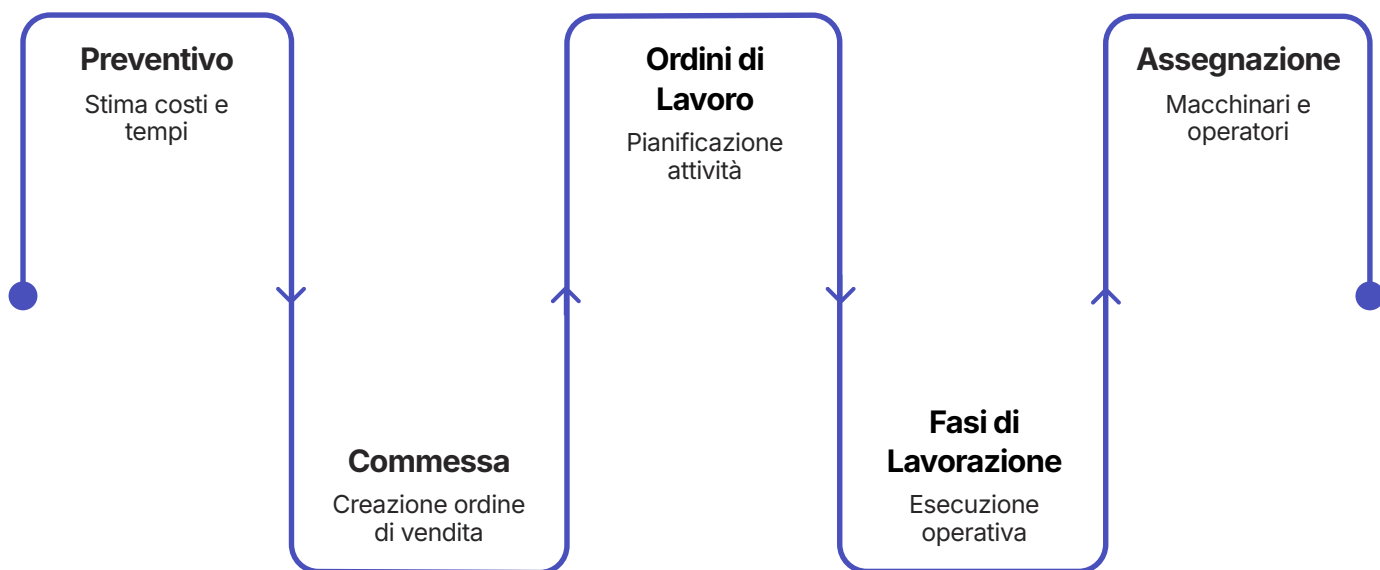 Preventivo
Stima costi e
tempi
Commessa
Creazione ordine
di vendita
Ordini di
Lavoro
Pianificazione
attività
Fasi di
Lavorazione
Esecuzione
operativa
Assegnazione
Macchinari e
operatori